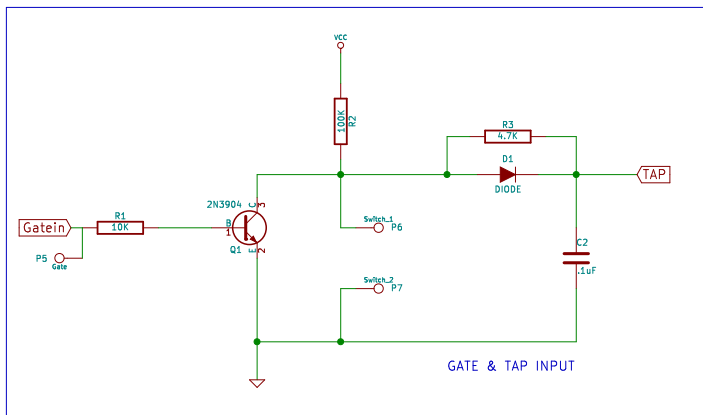 VCC
100K
R2
R3
4.7K
D1
DIODE
TAP
2N3904
C
3
Gatein
R1
10K
B
1
Q1
E
2
P5
Gate
Switch_1
P6
Switch_2
P7
C2
.1uF
GATE & TAP INPUT